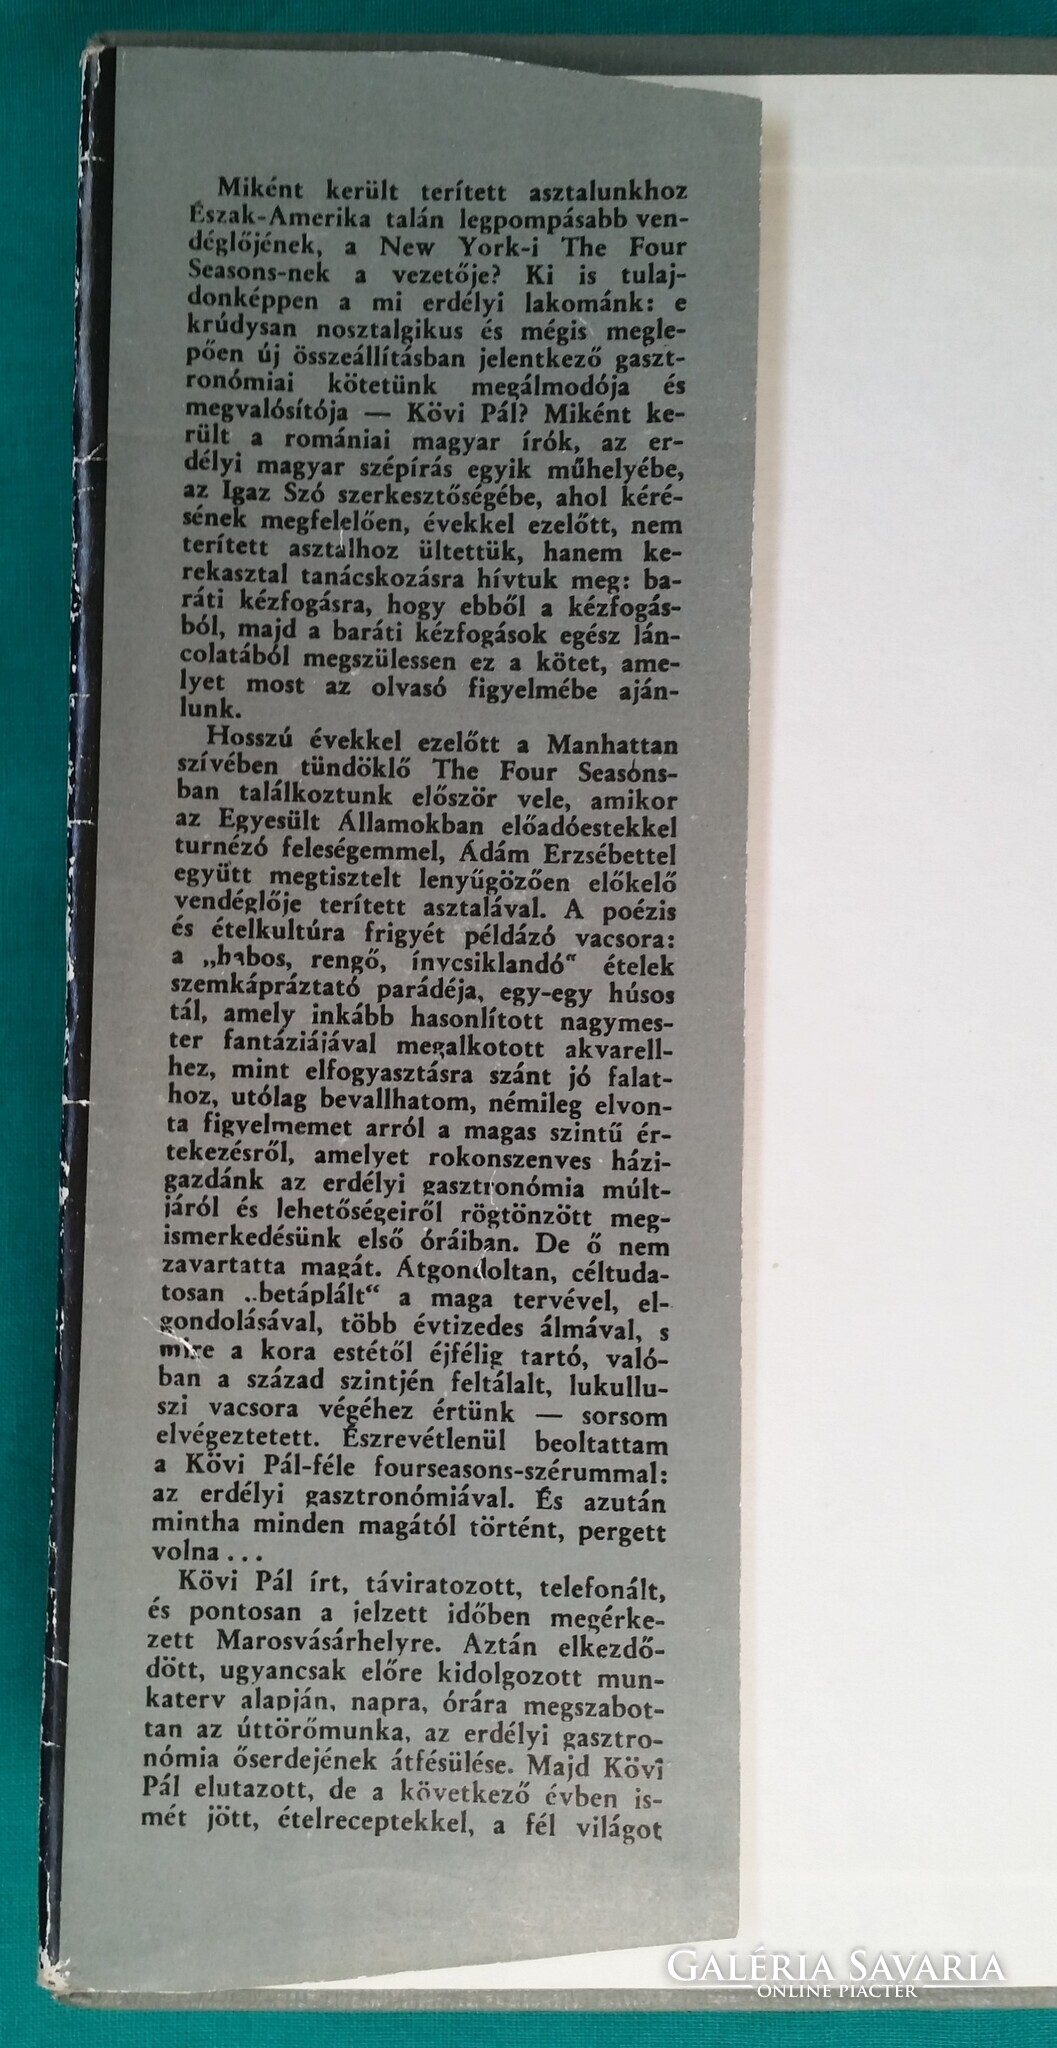 Miként került terített asztalunkhoz
Észak-Amerika talán legpompásabb ven-
déglőjének, a New York-i The Four
Seasons-nek a vezetője? Ki is tulaj-
donképpen a mi erdélyi lakománk: e
krúdysan nosztalgikus és mégis megle-
pően új összeállításban jelentkező gaszt-
ronómiai kötetünk megálmodója és
megvalósítója — Kövi Pál? Miként ke-
rült a romániai magyar írók, az er-
délyi magyar szépírás egyik műhelyébe,
az Igaz Szó szerkesztőségébe, ahol kéré-
sének megfelelően, évekkel ezelőtt, nem
terített asztalhoz ültettük, hanem ke-
rekasztal tanácskozásra hívtuk meg: ba-
ráti kézfogásra, hogy ebből a kézfogás-
ból, majd a baráti kézfogások egész lán-
colatából megszülessen ez a kötet, ame-
lyet most az olvasó figyelmébe aján-
lunk.
Hosszú évekkel ezelőtt a Manhattan
szívében tündöklő The Four Seasons-
ban találkoztunk először vele, amikor
az Egyesült Államokban előadóestekkel
turnézó feleségemmel, Ádám Erzsébettel
együtt megtisztelt lenyűgözően előkelő
vendéglője terített asztalával. A poézis
és ételkultúra frigyét példázó vacsora:
a „habos, rengő, ínycsiklandó“ ételek
szemkápráztató parádéja, egy-egy húsos
tál, amely inkább hasonlított nagymes-
ter fantáziájával megalkotott akvarell-
hez, mint elfogyasztásra szánt jó falat-
hoz, utólag bevallhatom, némileg elvon-
ta figyelmemet arról a magas szintű ér-
tekezésről, amelyet rokonszenves házi-
gazdánk az erdélyi gasztronómia múlt-
járól és lehetőségeiről rögtönzött meg-
ismerkedésünk első óráiban. De ő nem
zavartatta magát. Átgondoltan, céltuda-
tosan „betáplált“ a maga tervével, el-
gondolásával, több évtizedes álmával, s
mire a kora estétől éjfélig tartó, való-
ban a század szintjén feltálalt, lukullu-
szi vacsora végéhez értünk — sorsom
elvégeztetett. Észrevétlenül beoltattam
a Kövi Pál-féle fourseasons-szérummal:
az erdélyi gasztronómiával. És azután
mintha minden magától történt, pergett
volna...
Kövi Pál írt, táviratozott, telefonált,
és pontosan a jelzett időben megérke-
zett Marosvásárhelyre. Aztán elkezdő-
dött, ugyancsak előre kidolgozott mun-
katerv alapján, napra, órára megszabot-
tan az úttörőmunka, az erdélyi gasztro-
nómia őserdejének átfésülése. Majd Kövi
Pál elutazott, de a következő évben is-
mét jött, ételreceptekkel, a fél világot
GALÉRIA SAVARIA
ONLINE PIACTÉR